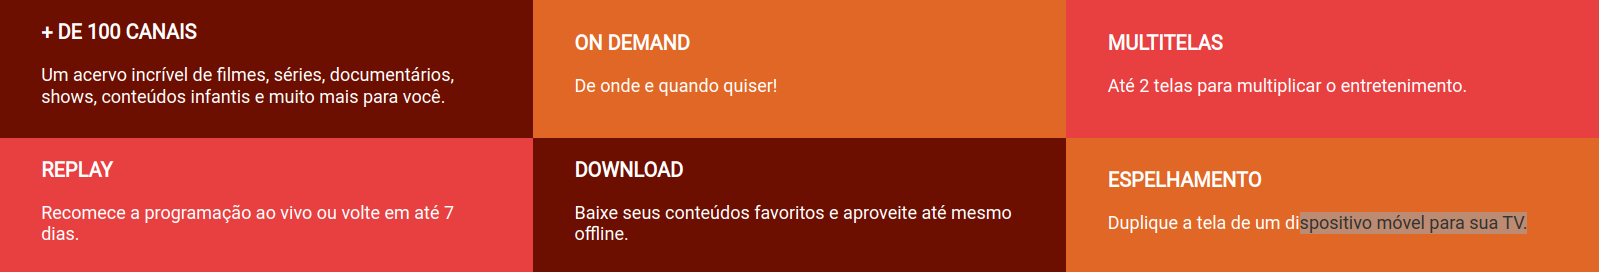 + DE 100 CANAIS
Um acervo incrível de filmes, séries, documentários,
shows, conteúdos infantis e muito mais para você.
ON DEMAND
De onde e quando quiser!
MULTITELAS
Até 2 telas para multiplicar o entretenimento.
REPLAY
Recomece a programação ao vivo ou volte em até 7
dias.
DOWNLOAD
Baixe seus conteúdos favoritos e aproveite até mesmo
offline.
ESPELHAMENTO
Duplique a tela de um dispositivo móvel para sua TV.